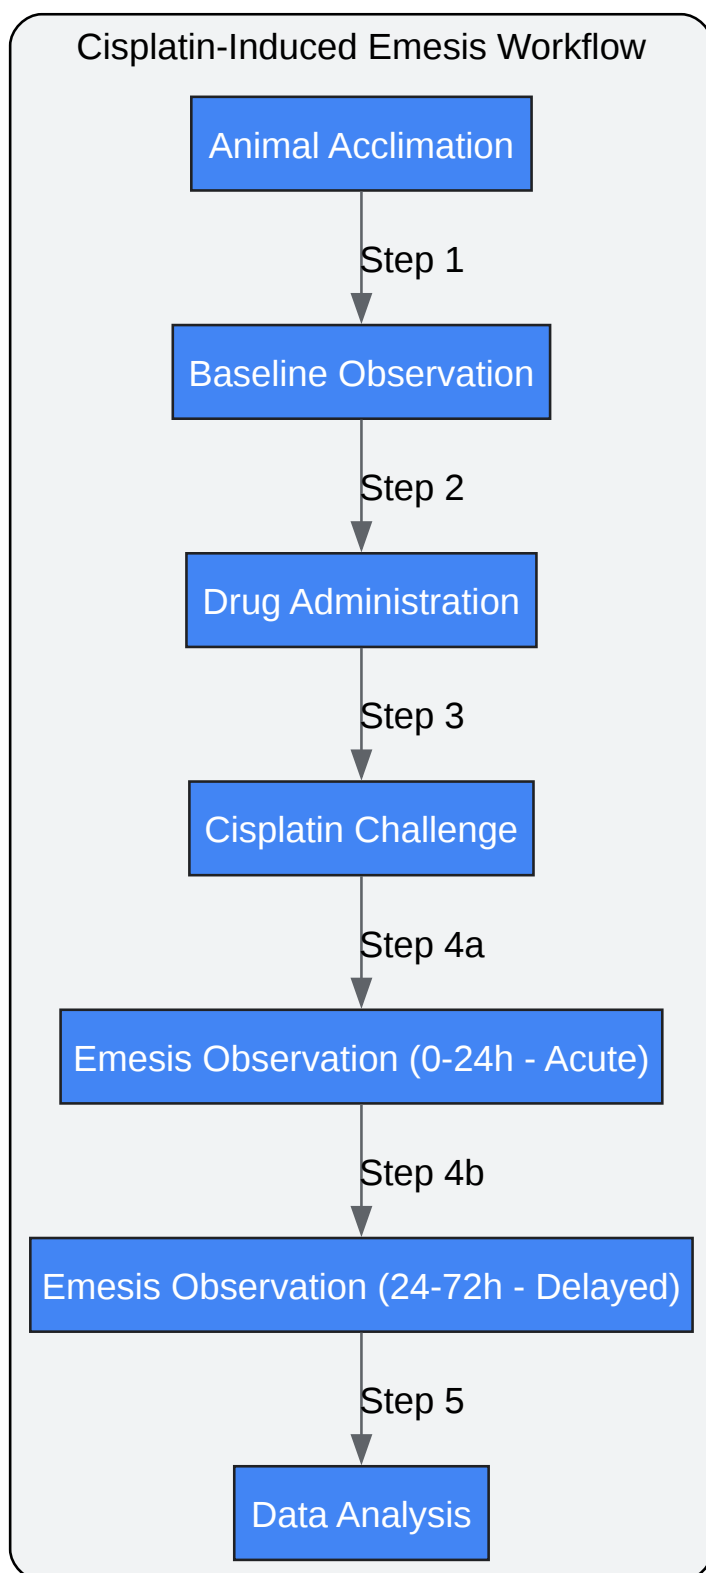 Cisplatin-Induced Emesis Workflow
Animal Acclimation
Step 1
Baseline Observation
Step 2
Drug Administration
Step 3
Cisplatin Challenge
Step 4a
Emesis Observation (0-24h - Acute)
Step 4b
Emesis Observation (24-72h - Delayed)
Step 5
Data Analysis